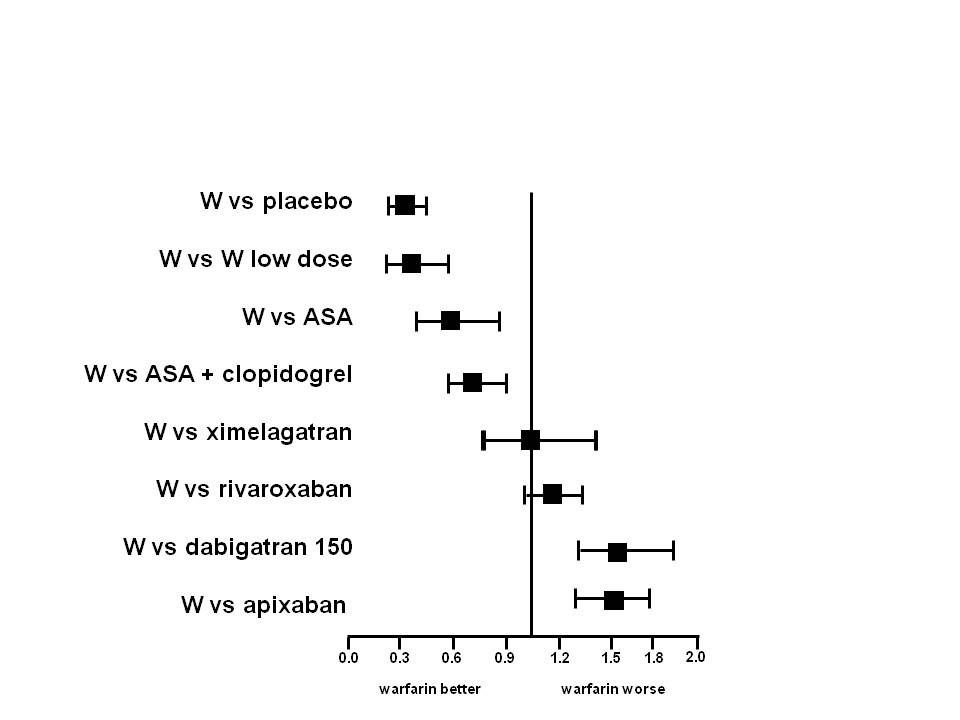 W vs placebo
W vs W low dose
W vs ASA
W vs ASA + clopidogrel
W vs ximelagatran
W vs rivaroxaban
W vs dabigatran 150
W vs apixaban
0.0 0.3 0.6 0.9 1.2 1.5 1.8 2.0
warfarin better warfarin worse